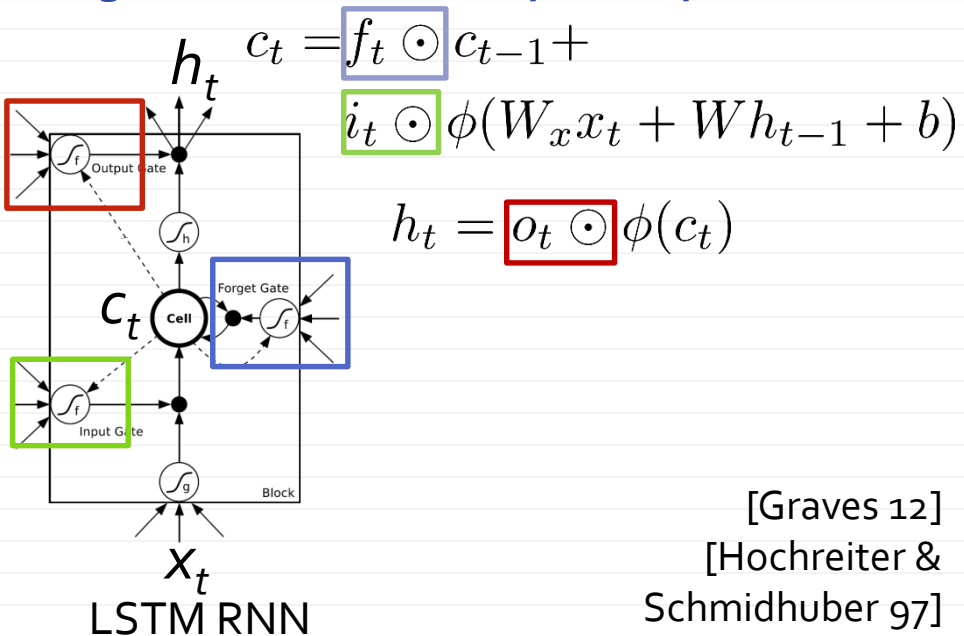 c_t = f_t ⊙ c_{t−1} +
h_t
i_t ⊙ ϕ(W_x x_t + W h_{t−1} + b)
f
Output Gate
h_t = o_t ⊙ ϕ(c_t)
h
Forget Gate
c_t
Cell
f
f
Input Gate
g
Block
[Graves 12]
[Hochreiter &
x_t
Schmidhuber 97]
LSTM RNN